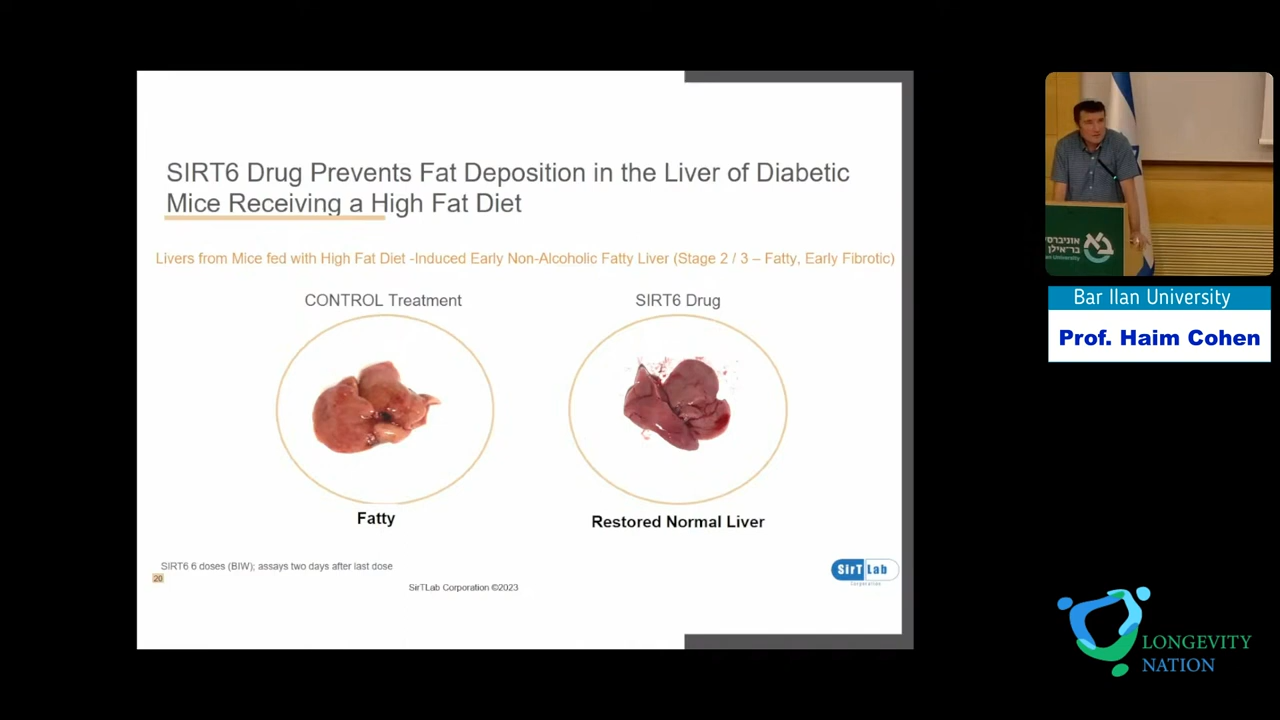 SIRT6 Drug Prevents Fat Deposition in the Liver of Diabetic
Mice Receiving a High Fat Diet
Livers from Mice fed with High Fat Diet -Induced Early Non-Alcoholic Fatty Liver (Stage 2 / 3 – Fatty, Early Fibrotic)
CONTROL Treatment
SIRT6 Drug
Fatty
Restored Normal Liver
SIRT6 6 doses (BIW); assays two days after last dose
20
SirTLab Corporation ©2023
SirT Lab
Corporation
בר-אילן
Bar Ilan University
Prof. Haim Cohen
LONGEVITY
NATION